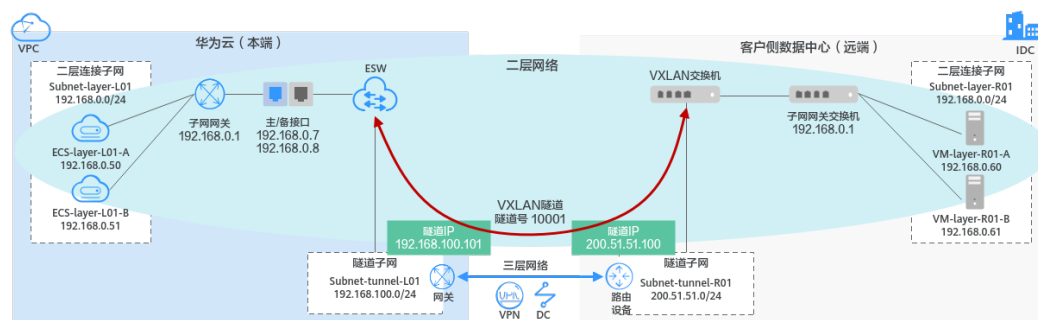 VPC
华为云（本端）
客户侧数据中心（远端）
IDC
二层连接子网
Subnet-layer-L01
192.168.0.0/24
ECS-layer-L01-A
192.168.0.50
ECS-layer-L01-B
192.168.0.51
子网网关
192.168.0.1
主/备接口
192.168.0.7
192.168.0.8
ESW
二层网络
VXLAN交换机
子网网关交换机
192.168.0.1
二层连接子网
Subnet-layer-R01
192.168.0.0/24
VM-layer-R01-A
192.168.0.60
VM-layer-R01-B
192.168.0.61
VXLAN隧道
隧道号 10001
隧道IP
192.168.100.101
隧道IP
200.51.51.100
隧道子网
Subnet-tunnel-L01
192.168.100.0/24
网关
三层网络
VPN
DC
路由
设备
隧道子网
Subnet-tunnel-R01
200.51.51.0/24